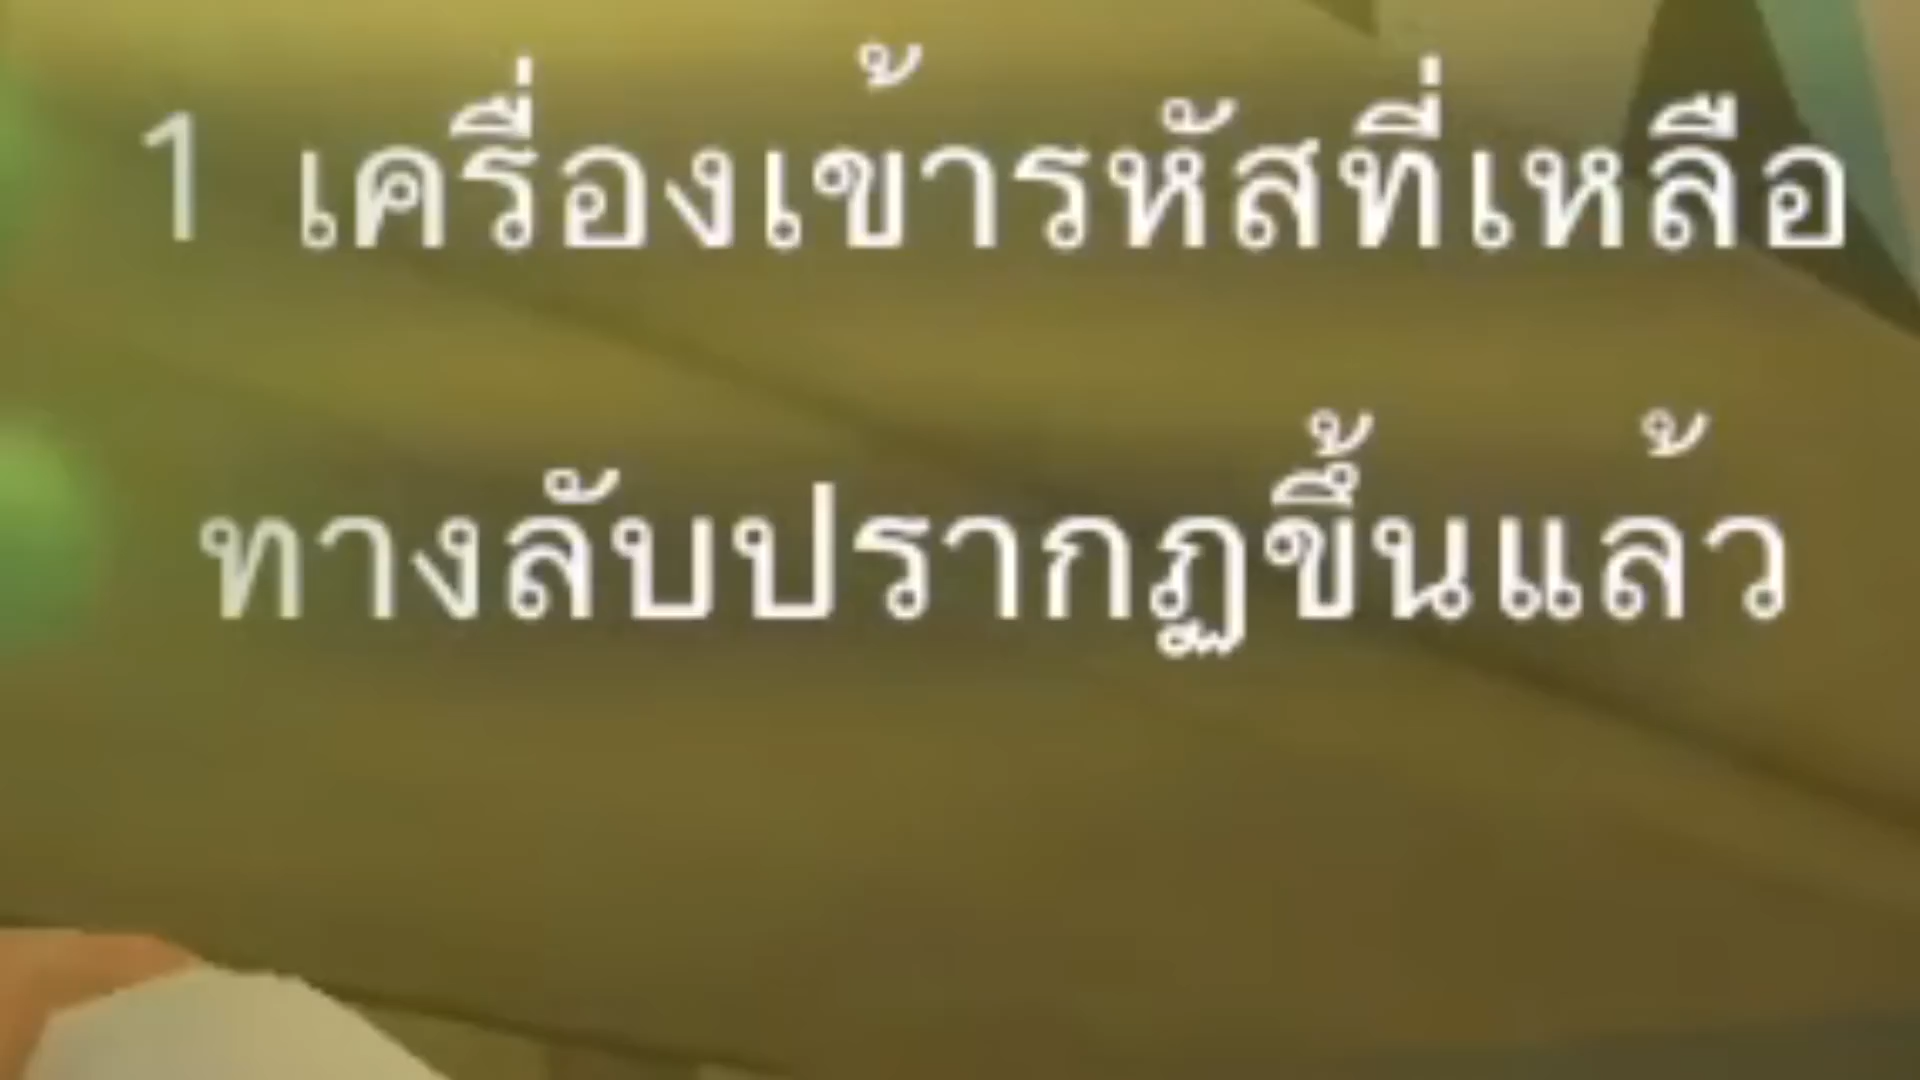 1 เครื่องเข้ารหัสที่เหลือ
ทางลับปรากฏขึ้นแล้ว